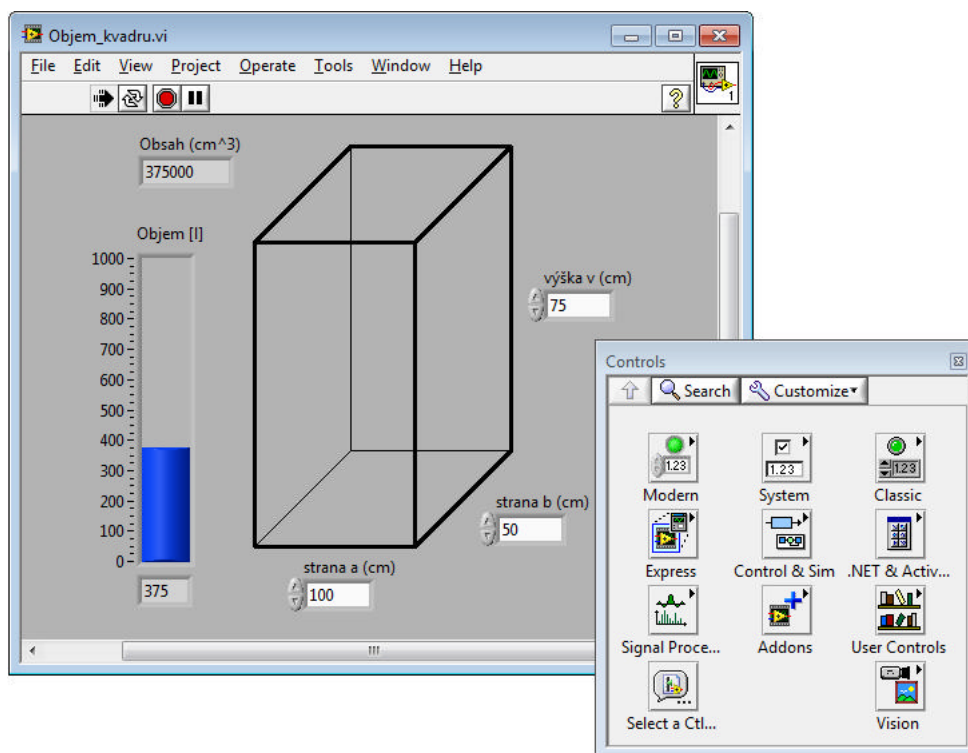 Objem_kvadru.vi
File Edit View Project Operate Tools Window Help
1
Obsah (cm^3)
375000
Objem [l]
1000
900
800
700
600
500
400
300
200
100
0
375
výška v (cm)
75
strana b (cm)
50
strana a (cm)
100
Controls
Search Customize
1.23 1.23 1.23
Modern System Classic
Express Control & Sim .NET & Activ...
Signal Proce... Addons User Controls
Select a Ctl... Vision